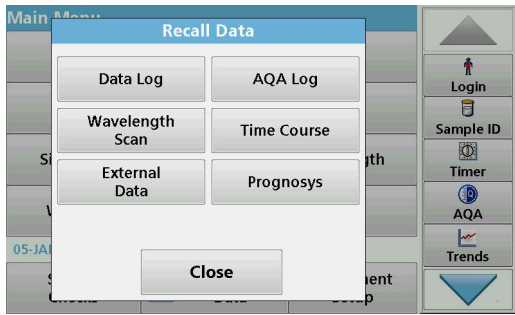 Main Menu
Recall Data
Data Log
AQA Log
Wavelength
Scan
Time Course
External
Data
Prognosys
Close
05-JA
Login
Sample ID
Timer
AQA
Trends